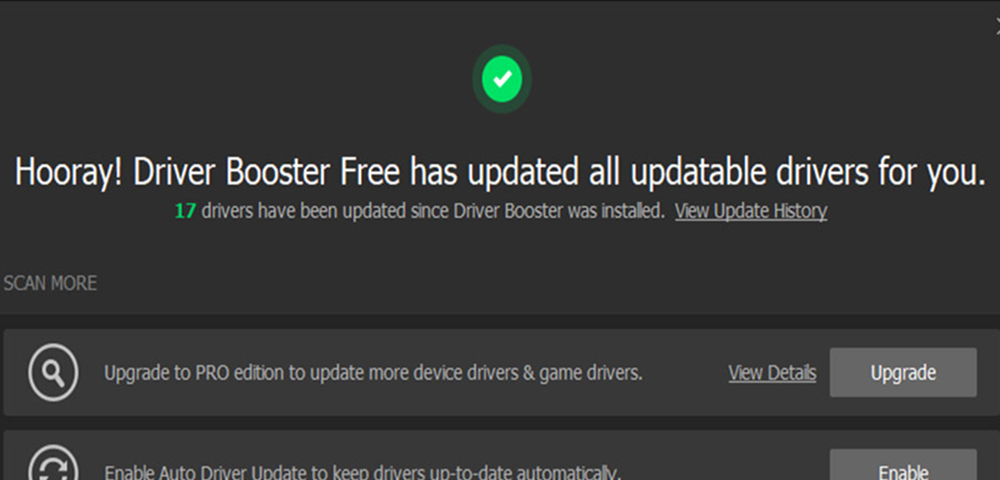 Hooray! Driver Booster Free has updated all updatable drivers for you.
17 drivers have been updated since Driver Booster was installed. View Update History
SCAN MORE
Upgrade to PRO edition to update more device drivers & game drivers. View Details Upgrade
Enable Auto Driver Update to keep drivers up-to-date automatically. Enable